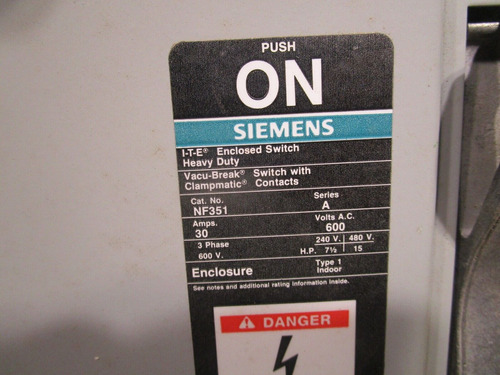 PUSH
ON
SIEMENS
I-T-E® Enclosed Switch
Heavy Duty
Vacu-Break® Switch with
Clampmatic® Contacts
Cat. No. Series
NF351 A
Amps. Volts A.C.
30 600
3 Phase 240 V. 480 V.
600 V. H.P. 7½ 15
Enclosure Type 1
Indoor
See notes and additional rating information inside.
DANGER